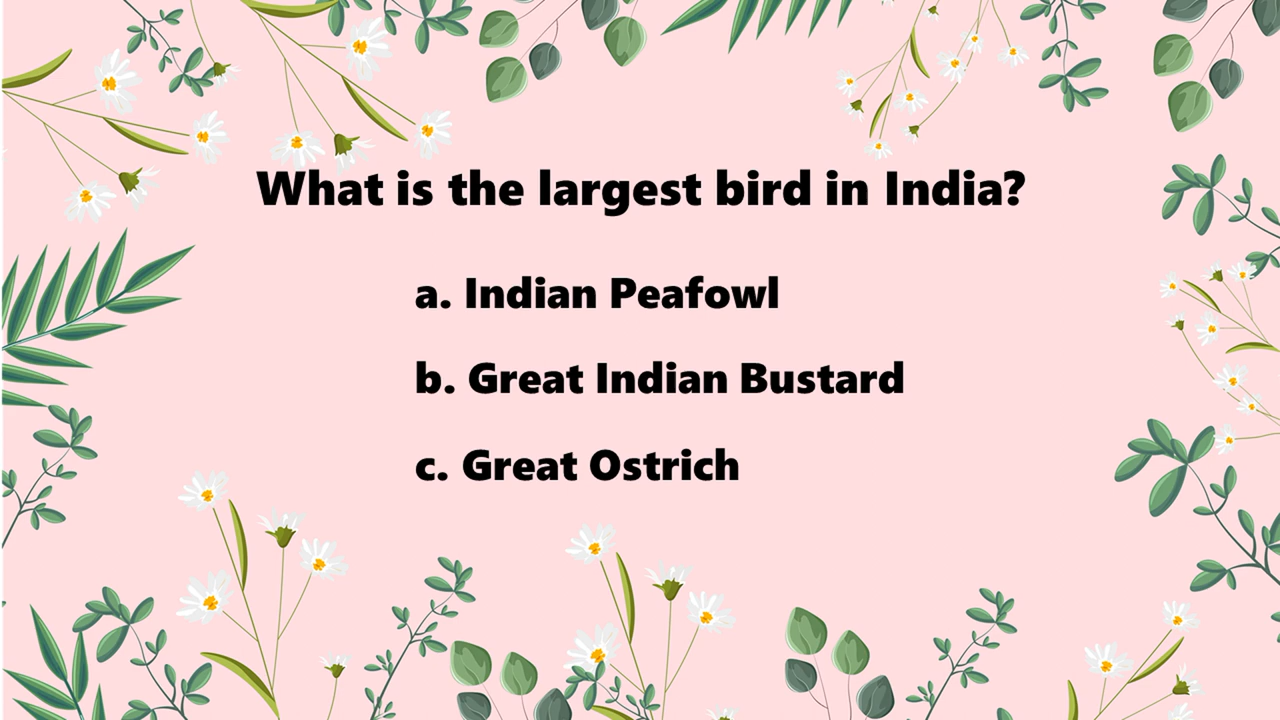 What is the largest bird in India?
a. Indian Peafowl
b. Great Indian Bustard
c. Great Ostrich